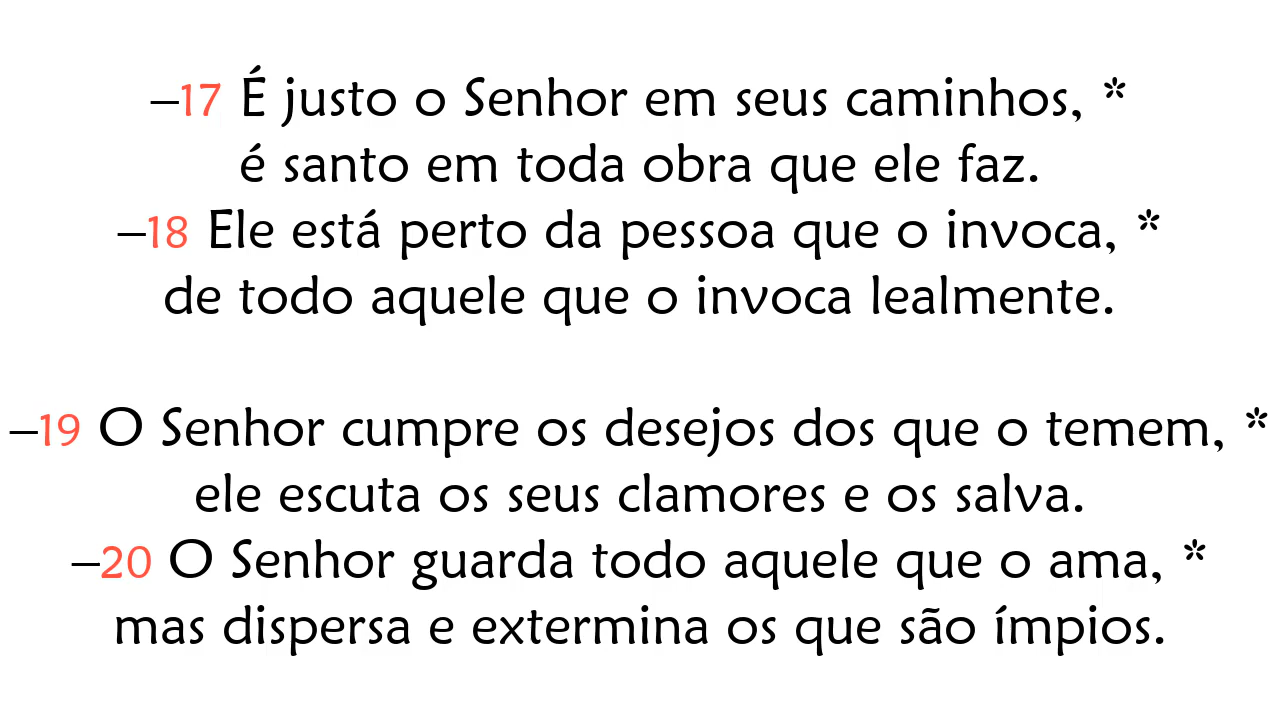 –17 É justo o Senhor em seus caminhos, *
é santo em toda obra que ele faz.
–18 Ele está perto da pessoa que o invoca, *
de todo aquele que o invoca lealmente.
–19 O Senhor cumpre os desejos dos que o temem, *
ele escuta os seus clamores e os salva.
–20 O Senhor guarda todo aquele que o ama, *
mas dispersa e extermina os que são ímpios.